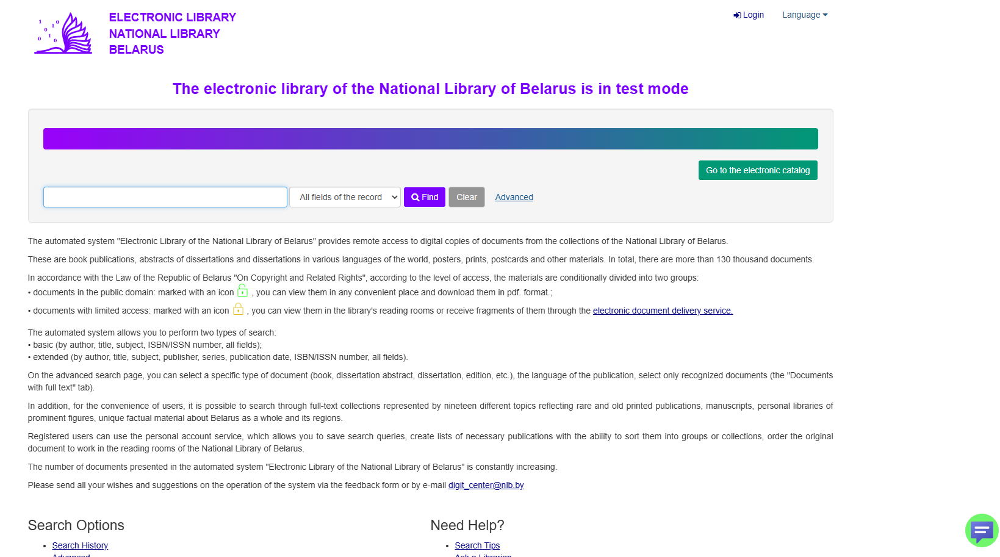 ELECTRONIC LIBRARY
NATIONAL LIBRARY
BELARUS
Login
Language
The electronic library of the National Library of Belarus is in test mode
Go to the electronic catalog
All fields of the record
Find
Clear
Advanced
The automated system "Electronic Library of the National Library of Belarus" provides remote access to digital copies of documents from the collections of the National Library of Belarus.
These are book publications, abstracts of dissertations and dissertations in various languages of the world, posters, prints, postcards and other materials. In total, there are more than 130 thousand documents.
In accordance with the Law of the Republic of Belarus "On Copyright and Related Rights", according to the level of access, the materials are conditionally divided into two groups:
• documents in the public domain: marked with an icon , you can view them in any convenient place and download them in pdf. format.;
• documents with limited access: marked with an icon , you can view them in the library's reading rooms or receive fragments of them through the electronic document delivery service.
The automated system allows you to perform two types of search:
• basic (by author, title, subject, ISBN/ISSN number, all fields);
• extended (by author, title, subject, publisher, series, publication date, ISBN/ISSN number, all fields).
On the advanced search page, you can select a specific type of document (book, dissertation abstract, dissertation, edition, etc.), the language of the publication, select only recognized documents (the "Documents
with full text" tab).
In addition, for the convenience of users, it is possible to search through full-text collections represented by nineteen different topics reflecting rare and old printed publications, manuscripts, personal libraries of
prominent figures, unique factual material about Belarus as a whole and its regions.
Registered users can use the personal account service, which allows you to save search queries, create lists of necessary publications with the ability to sort them into groups or collections, order the original
document to work in the reading rooms of the National Library of Belarus.
The number of documents presented in the automated system "Electronic Library of the National Library of Belarus" is constantly increasing.
Please send all your wishes and suggestions on the operation of the system via the feedback form or by e-mail digit_center@nlb.by
Search Options
• Search History
Advanced
Need Help?
• Search Tips
Ask a Librarian